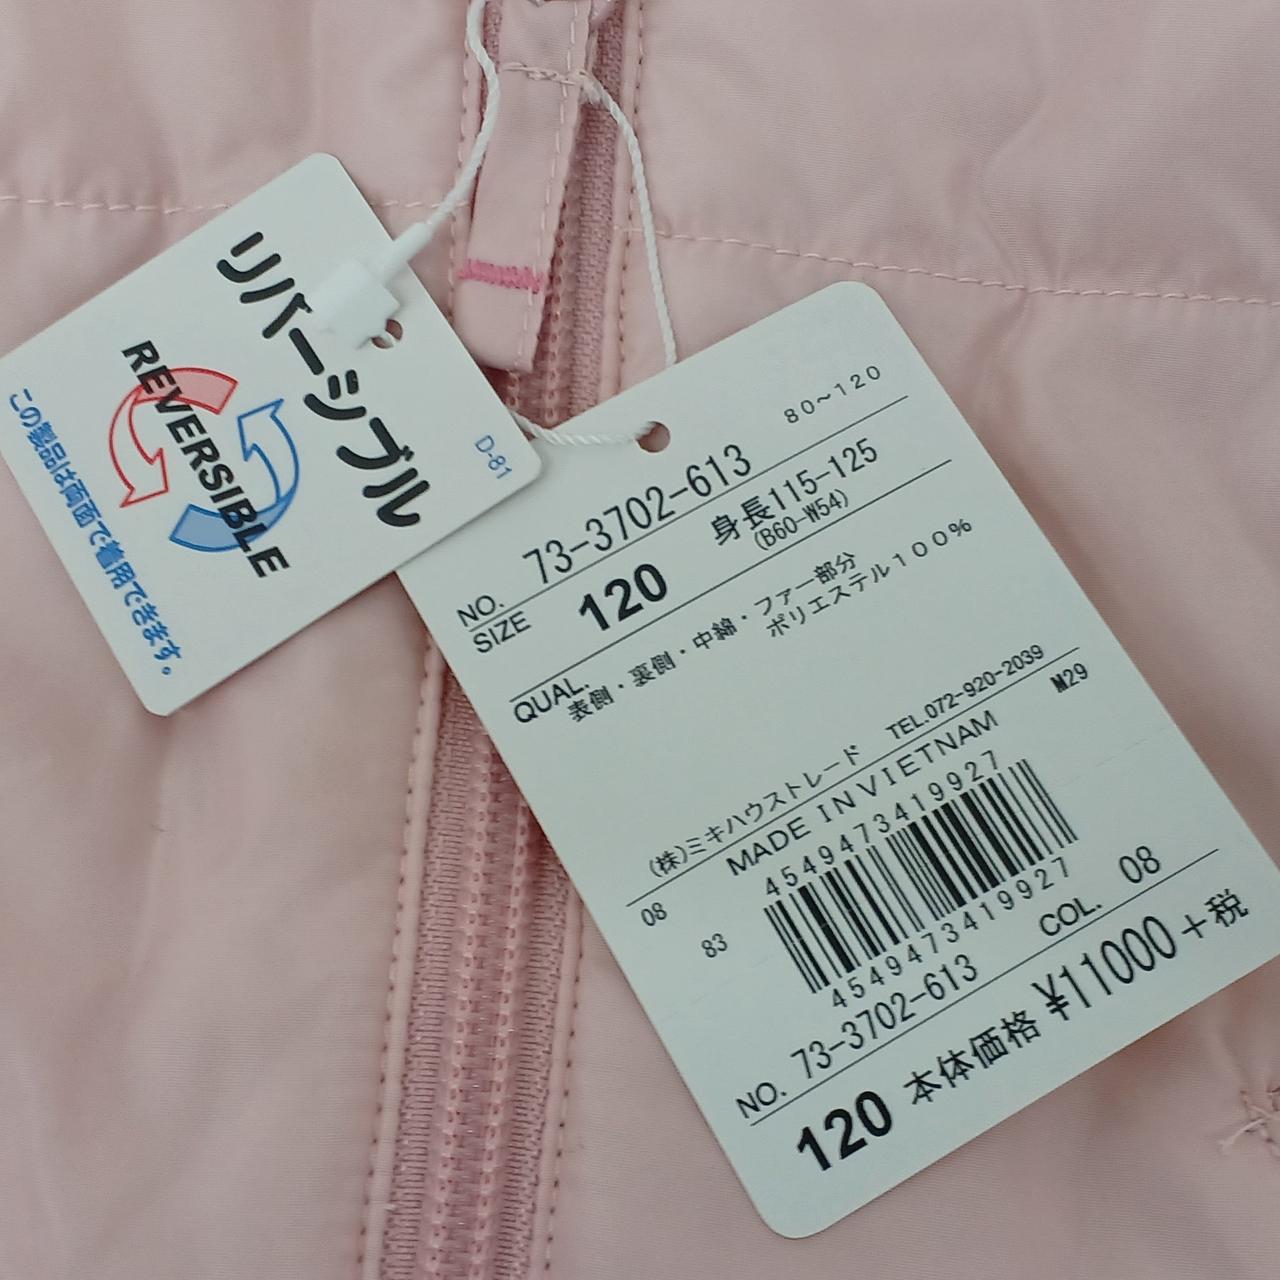 リバーシブル
REVERSIBLE
この製品は両面で着用できます。
D-81
80〜120
NO. 73-3702-613
SIZE 120 身長115-125
(B60-W54)
QUAL.
表側・裏側・中綿・ファー部分
ポリエステル100%
(株)ミキハウストレード TEL.072-920-2039
MADE IN VIETNAM M29
4549473419927
08
83
4549473419927
NO. 73-3702-613 COL. 08
120 本体価格 ¥11000+税